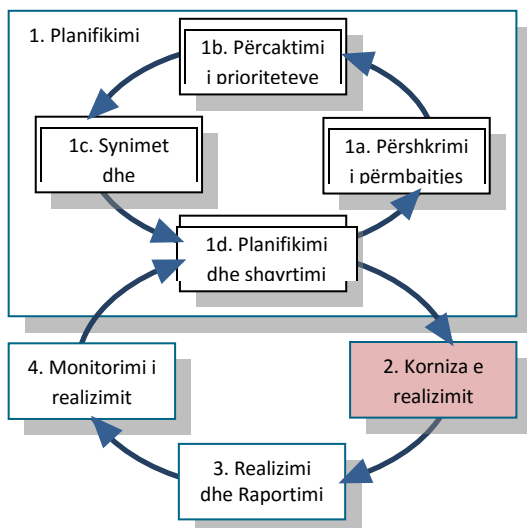 1. Planifikimi
1b. Përcaktimi
i prioriteteve
1c. Synimet
dhe
1a. Përshkrimi
i përmbajtjes
1d. Planifikimi
dhe shqyrtimi
4. Monitorimi i
realizimit
2. Korniza e
realizimit
3. Realizimi
dhe Raportimi